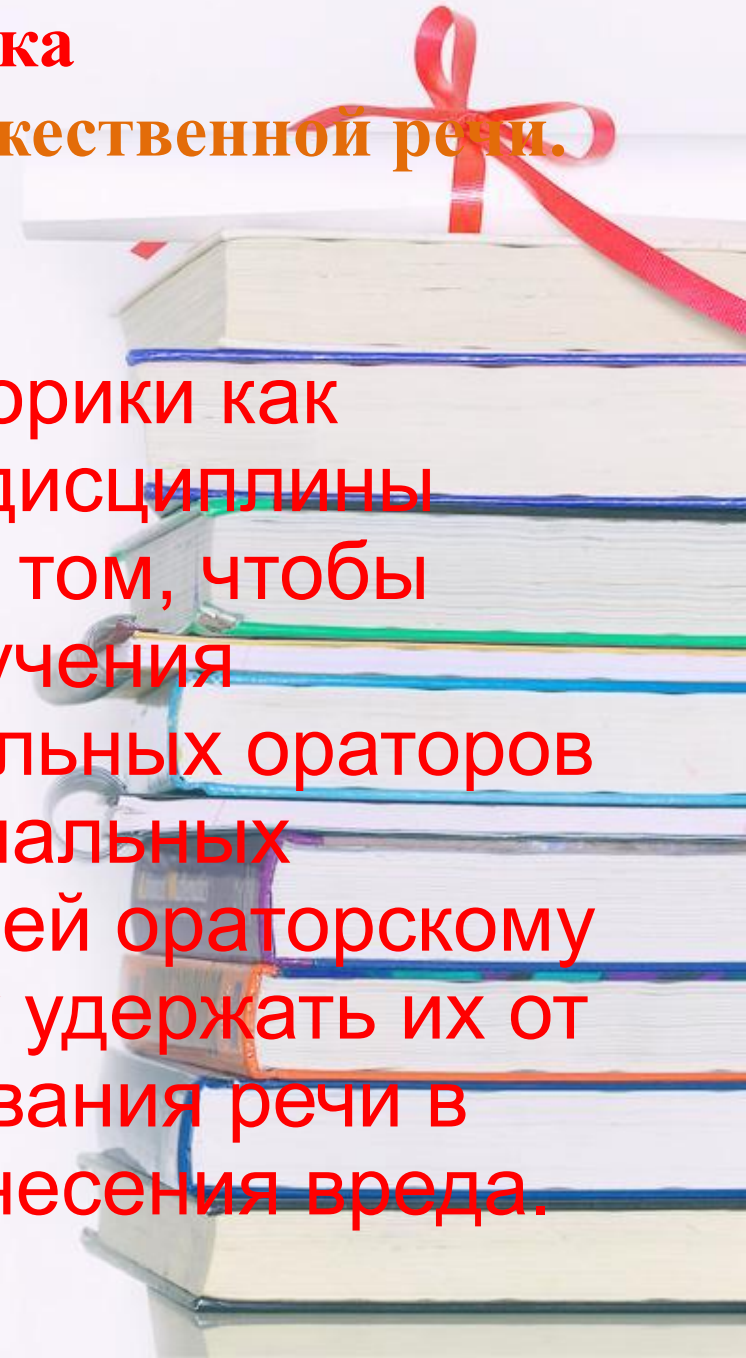 ка
жественной речи.
орики как
дисциплины
том, чтобы
учения
льных ораторов
нальных
ей ораторскому
удержать их от
вания речи в
несения вреда.